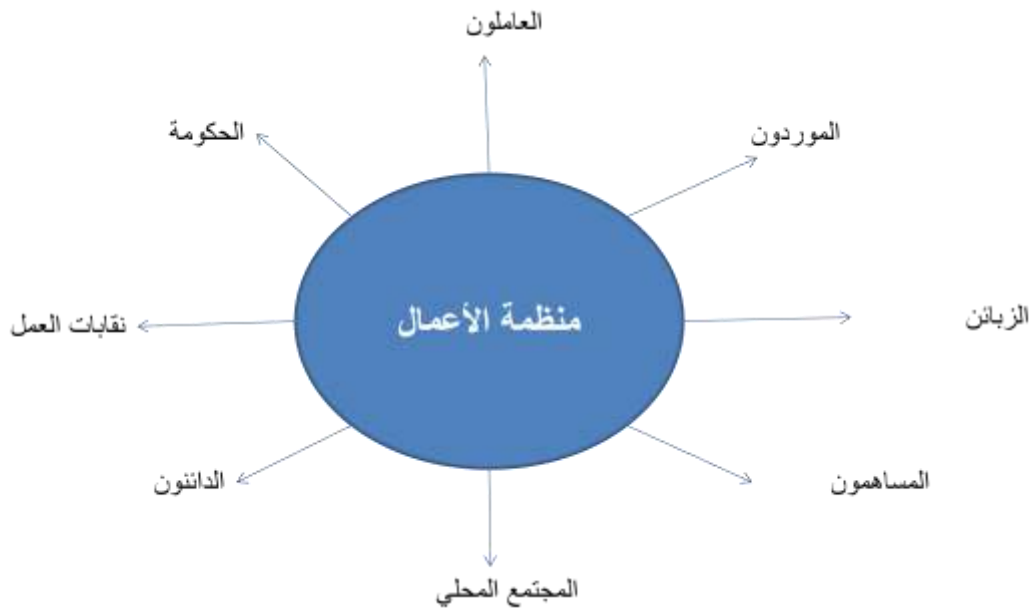 العاملون
الموردون
الحكومة
الزبائن
منظمة الأعمال
نقابات العمل
المساهمون
الدائنون
المجتمع المحلي